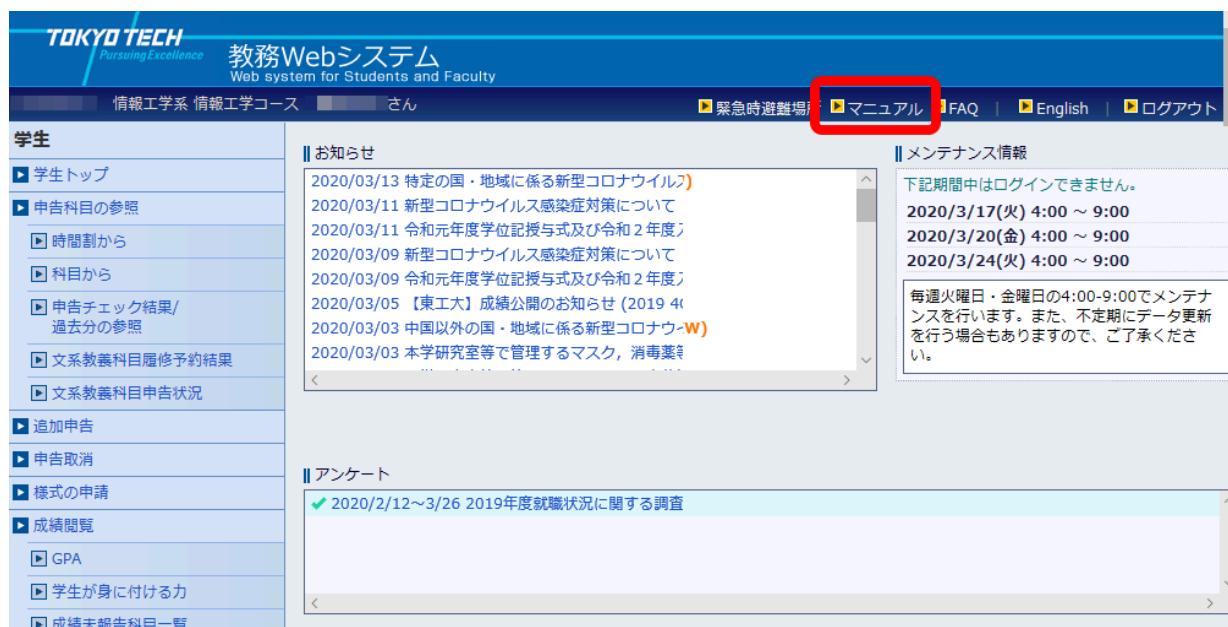 TOKYO TECH
Pursuing Excellence
教務Webシステム
Web system for Students and Faculty
情報工学系 情報工学コース さん
緊急時避難場所 マニュアル FAQ | English | ログアウト
学生
学生トップ
申告科目の参照
時間割から
科目から
申告チェック結果/
過去分の参照
文系教養科目履修予約結果
文系教養科目申告状況
追加申告
申告取消
様式の申請
成績閲覧
GPA
学生が身に付ける力
成績未報告科目一覧
お知らせ
2020/03/13 特定の国・地域に係る新型コロナウイルス)
2020/03/11 新型コロナウイルス感染症対策について
2020/03/11 令和元年度学位記授与式及び令和2年度入
2020/03/09 新型コロナウイルス感染症対策について
2020/03/09 令和元年度学位記授与式及び令和2年度入
2020/03/05 【東工大】成績公開のお知らせ (2019 4
2020/03/03 中国以外の国・地域に係る新型コロナウ W)
2020/03/03 本学研究室等で管理するマスク，消毒薬等
メンテナンス情報
下記期間中はログインできません。
2020/3/17(火) 4:00 ～ 9:00
2020/3/20(金) 4:00 ～ 9:00
2020/3/24(火) 4:00 ～ 9:00
毎週火曜日・金曜日の4:00-9:00でメンテナ
ンスを行います。また、不定期にデータ更新
を行う場合もありますので、ご了承くださ
い。
アンケート
2020/2/12～3/26 2019年度就職状況に関する調査